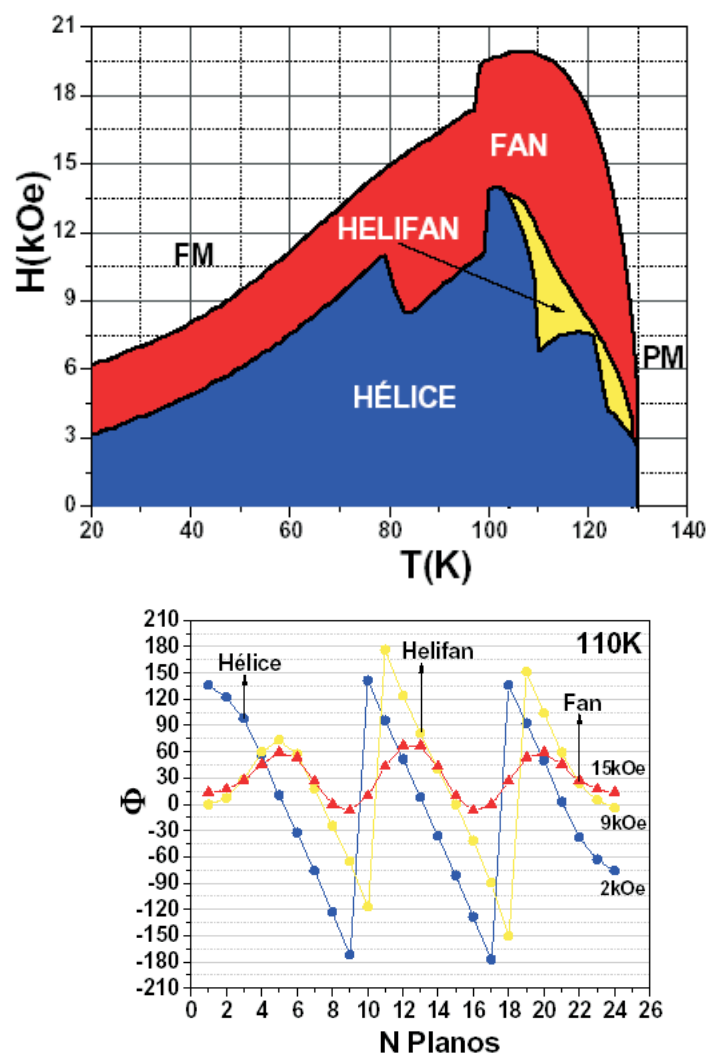 21
18
15
12
9
6
3
0
H(kOe)
FAN
HELIFAN
FM
PM
HÉLICE
20 40 60 80 100 120 140
T(K)
210
180
150
120
90
60
30
0
-30
-60
-90
-120
-150
-180
-210
Φ
110K
Hélice
Helifan
Fan
15kOe
9kOe
2kOe
0 2 4 6 8 10 12 14 16 18 20 22 24 26
N Planos